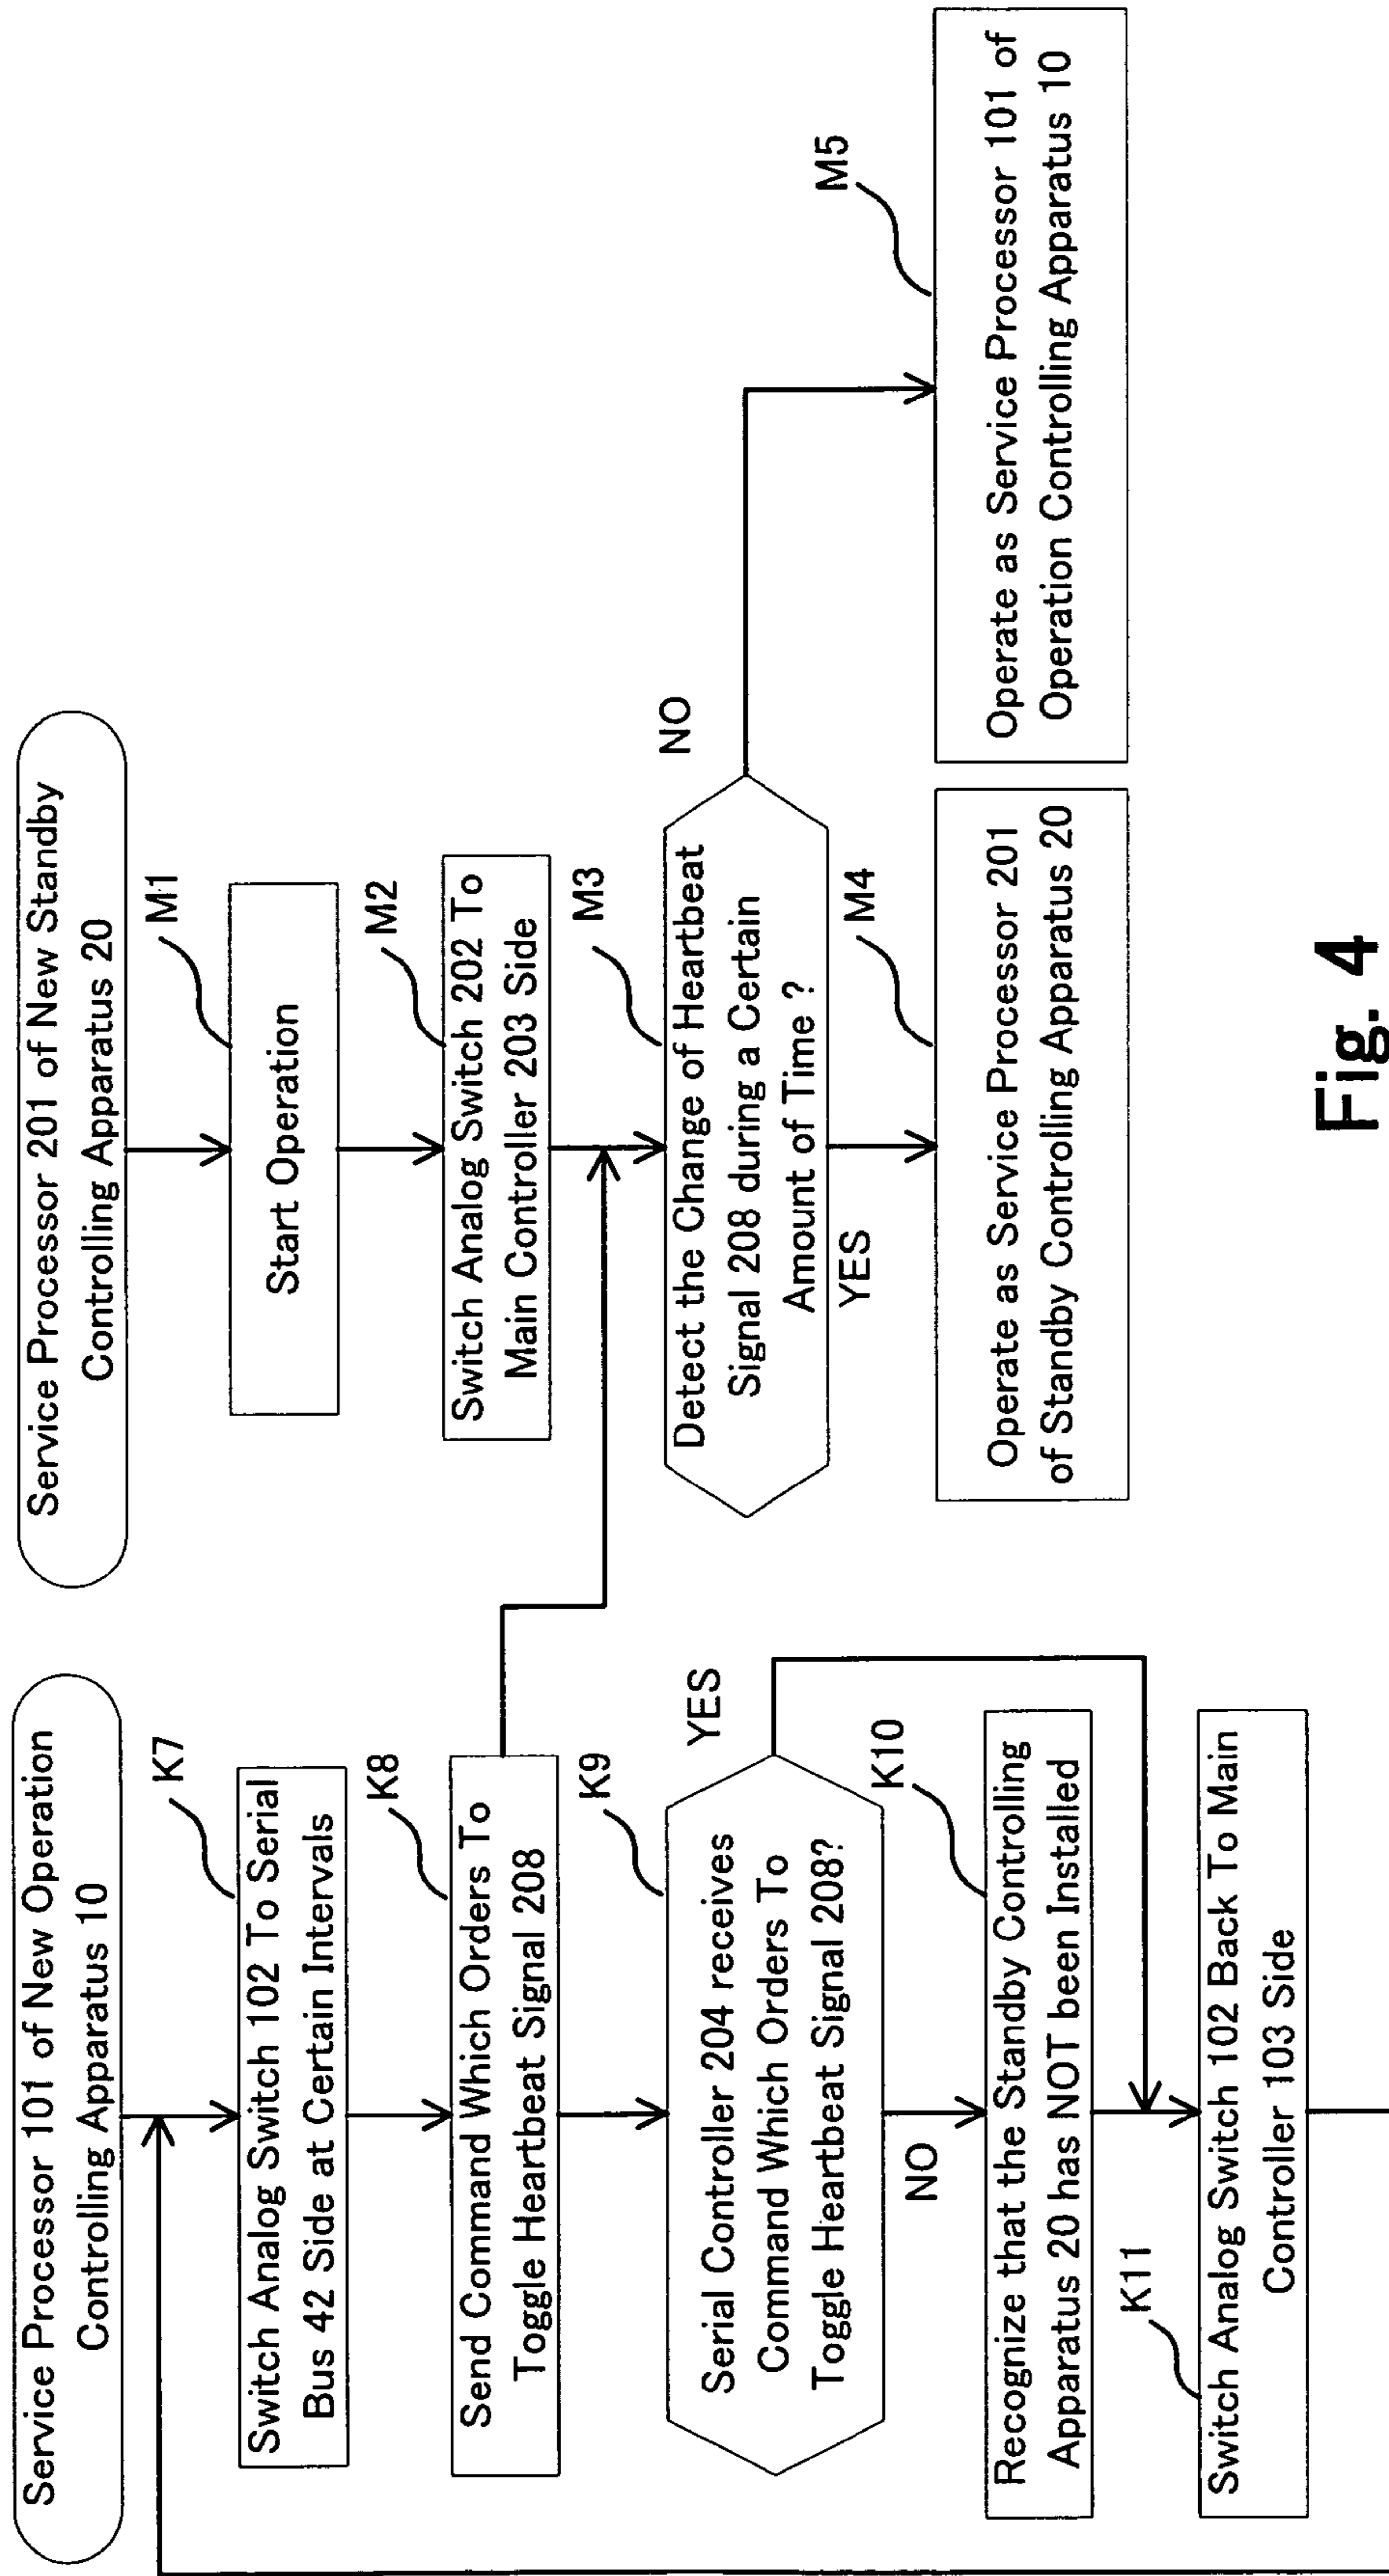 Service Processor 101 of New Operation
Controlling Apparatus 10
K7
Switch Analog Switch 102 To Serial
Bus 42 Side at Certain Intervals
K8
Send Command Which Orders To
Toggle Heartbeat Signal 208
K9
Serial Controller 204 receives
Command Which Orders To
Toggle Heartbeat Signal 208?
YES
NO
K10
Recognize that the Standby Controlling
Apparatus 20 has NOT been Installed
K11
Switch Analog Switch 102 Back To Main
Controller 103 Side
Service Processor 201 of New Standby
Controlling Apparatus 20
M1
Start Operation
M2
Switch Analog Switch 202 To
Main Controller 203 Side
M3
Detect the Change of Heartbeat
Signal 208 during a Certain
Amount of Time ?
NO
YES
M4
Operate as Service Processor 201
of Standby Controlling Apparatus 20
M5
Operate as Service Processor 101 of
Operation Controlling Apparatus 10
Fig. 4